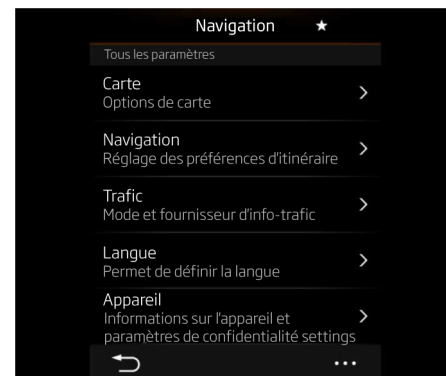 Navigation
Tous les paramètres
Carte
Options de carte
Navigation
Réglage des préférences d'itinéraire
Trafic
Mode et fournisseur d'info-trafic
Langue
Permet de définir la langue
Appareil
Informations sur l'appareil et
paramètres de confidentialité settings